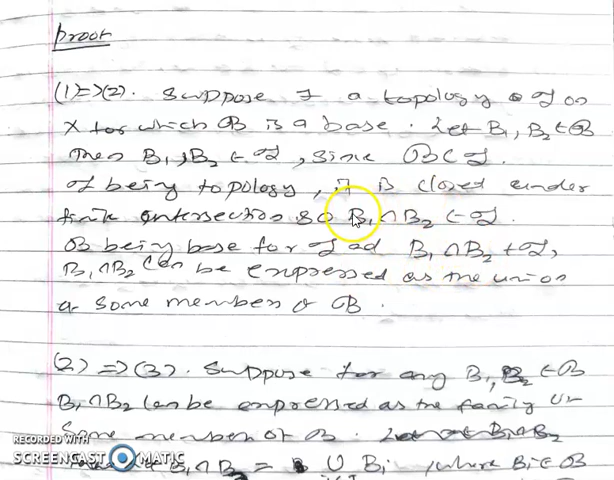 Proof
(1)=>(2). Suppose ∃ a topology 𝒯 on
X for which ℬ is a base. Let B₁, B₂ ∈ ℬ
Then B₁, B₂ ∈ 𝒯, since ℬ ⊂ 𝒯.
𝒯 being topology, it is closed under
finite intersection so B₁ ∩ B₂ ∈ 𝒯.
ℬ being base for 𝒯 ad B₁ ∩ B₂ ∈ 𝒯,
B₁ ∩ B₂ can be expressed as the union
of some members of ℬ.
(2) => (3). Suppose for any B₁, B₂ ∈ ℬ
B₁ ∩ B₂ can be expressed as the family
some members of ℬ.
B₁ ∩ B₂ = ∪ Bᵢ, where Bᵢ ∈ ℬ
RECORDED WITH
SCREENCAST MATIC